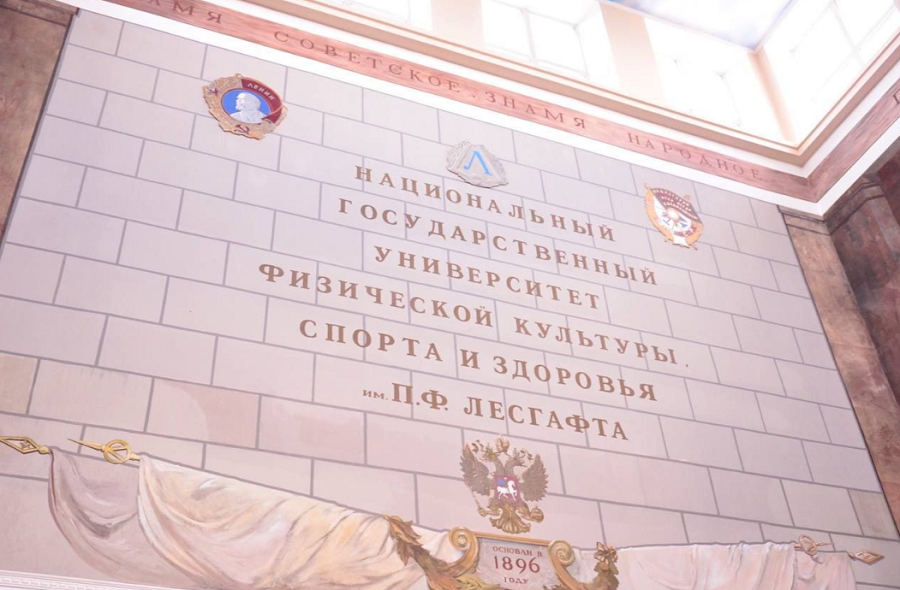 ЗНАМЯ СОВЕТСКОЕ ЗНАМЯ НАРОДНОЕ
ЛЕНИН
Л
НАЦИОНАЛЬНЫЙ
ГОСУДАРСТВЕННЫЙ
УНИВЕРСИТЕТ
ФИЗИЧЕСКОЙ КУЛЬТУРЫ
СПОРТА И ЗДОРОВЬЯ
им. П.Ф. ЛЕСГАФТА
ОСНОВАН В
1896
ГОДУ